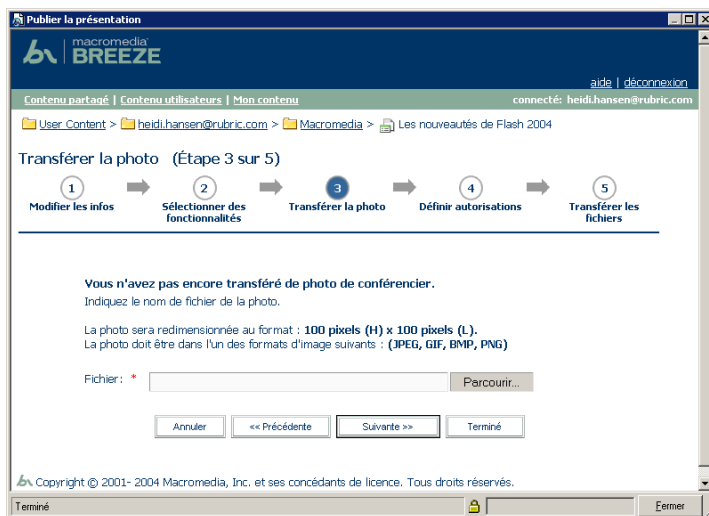 Publier la présentation
macromedia
BREEZE
aide | déconnexion
Contenu partagé | Contenu utilisateurs | Mon contenu
connecté: heidi.hansen@rubric.com
User Content > heidi.hansen@rubric.com > Macromedia > Les nouveautés de Flash 2004
Transférer la photo (Étape 3 sur 5)
1 2 3 4 5
Modifier les infos Sélectionner des Transférer la photo Définir autorisations Transférer les
fonctionnalités fichiers
Vous n'avez pas encore transféré de photo de conférencier.
Indiquez le nom de fichier de la photo.
La photo sera redimensionnée au format : 100 pixels (H) x 100 pixels (L).
La photo doit être dans l'un des formats d'image suivants : (JPEG, GIF, BMP, PNG)
Fichier: * Parcourir...
Annuler << Précédente Suivante >> Terminé
Copyright © 2001- 2004 Macromedia, Inc. et ses concédants de licence. Tous droits réservés.
Terminé Fermer